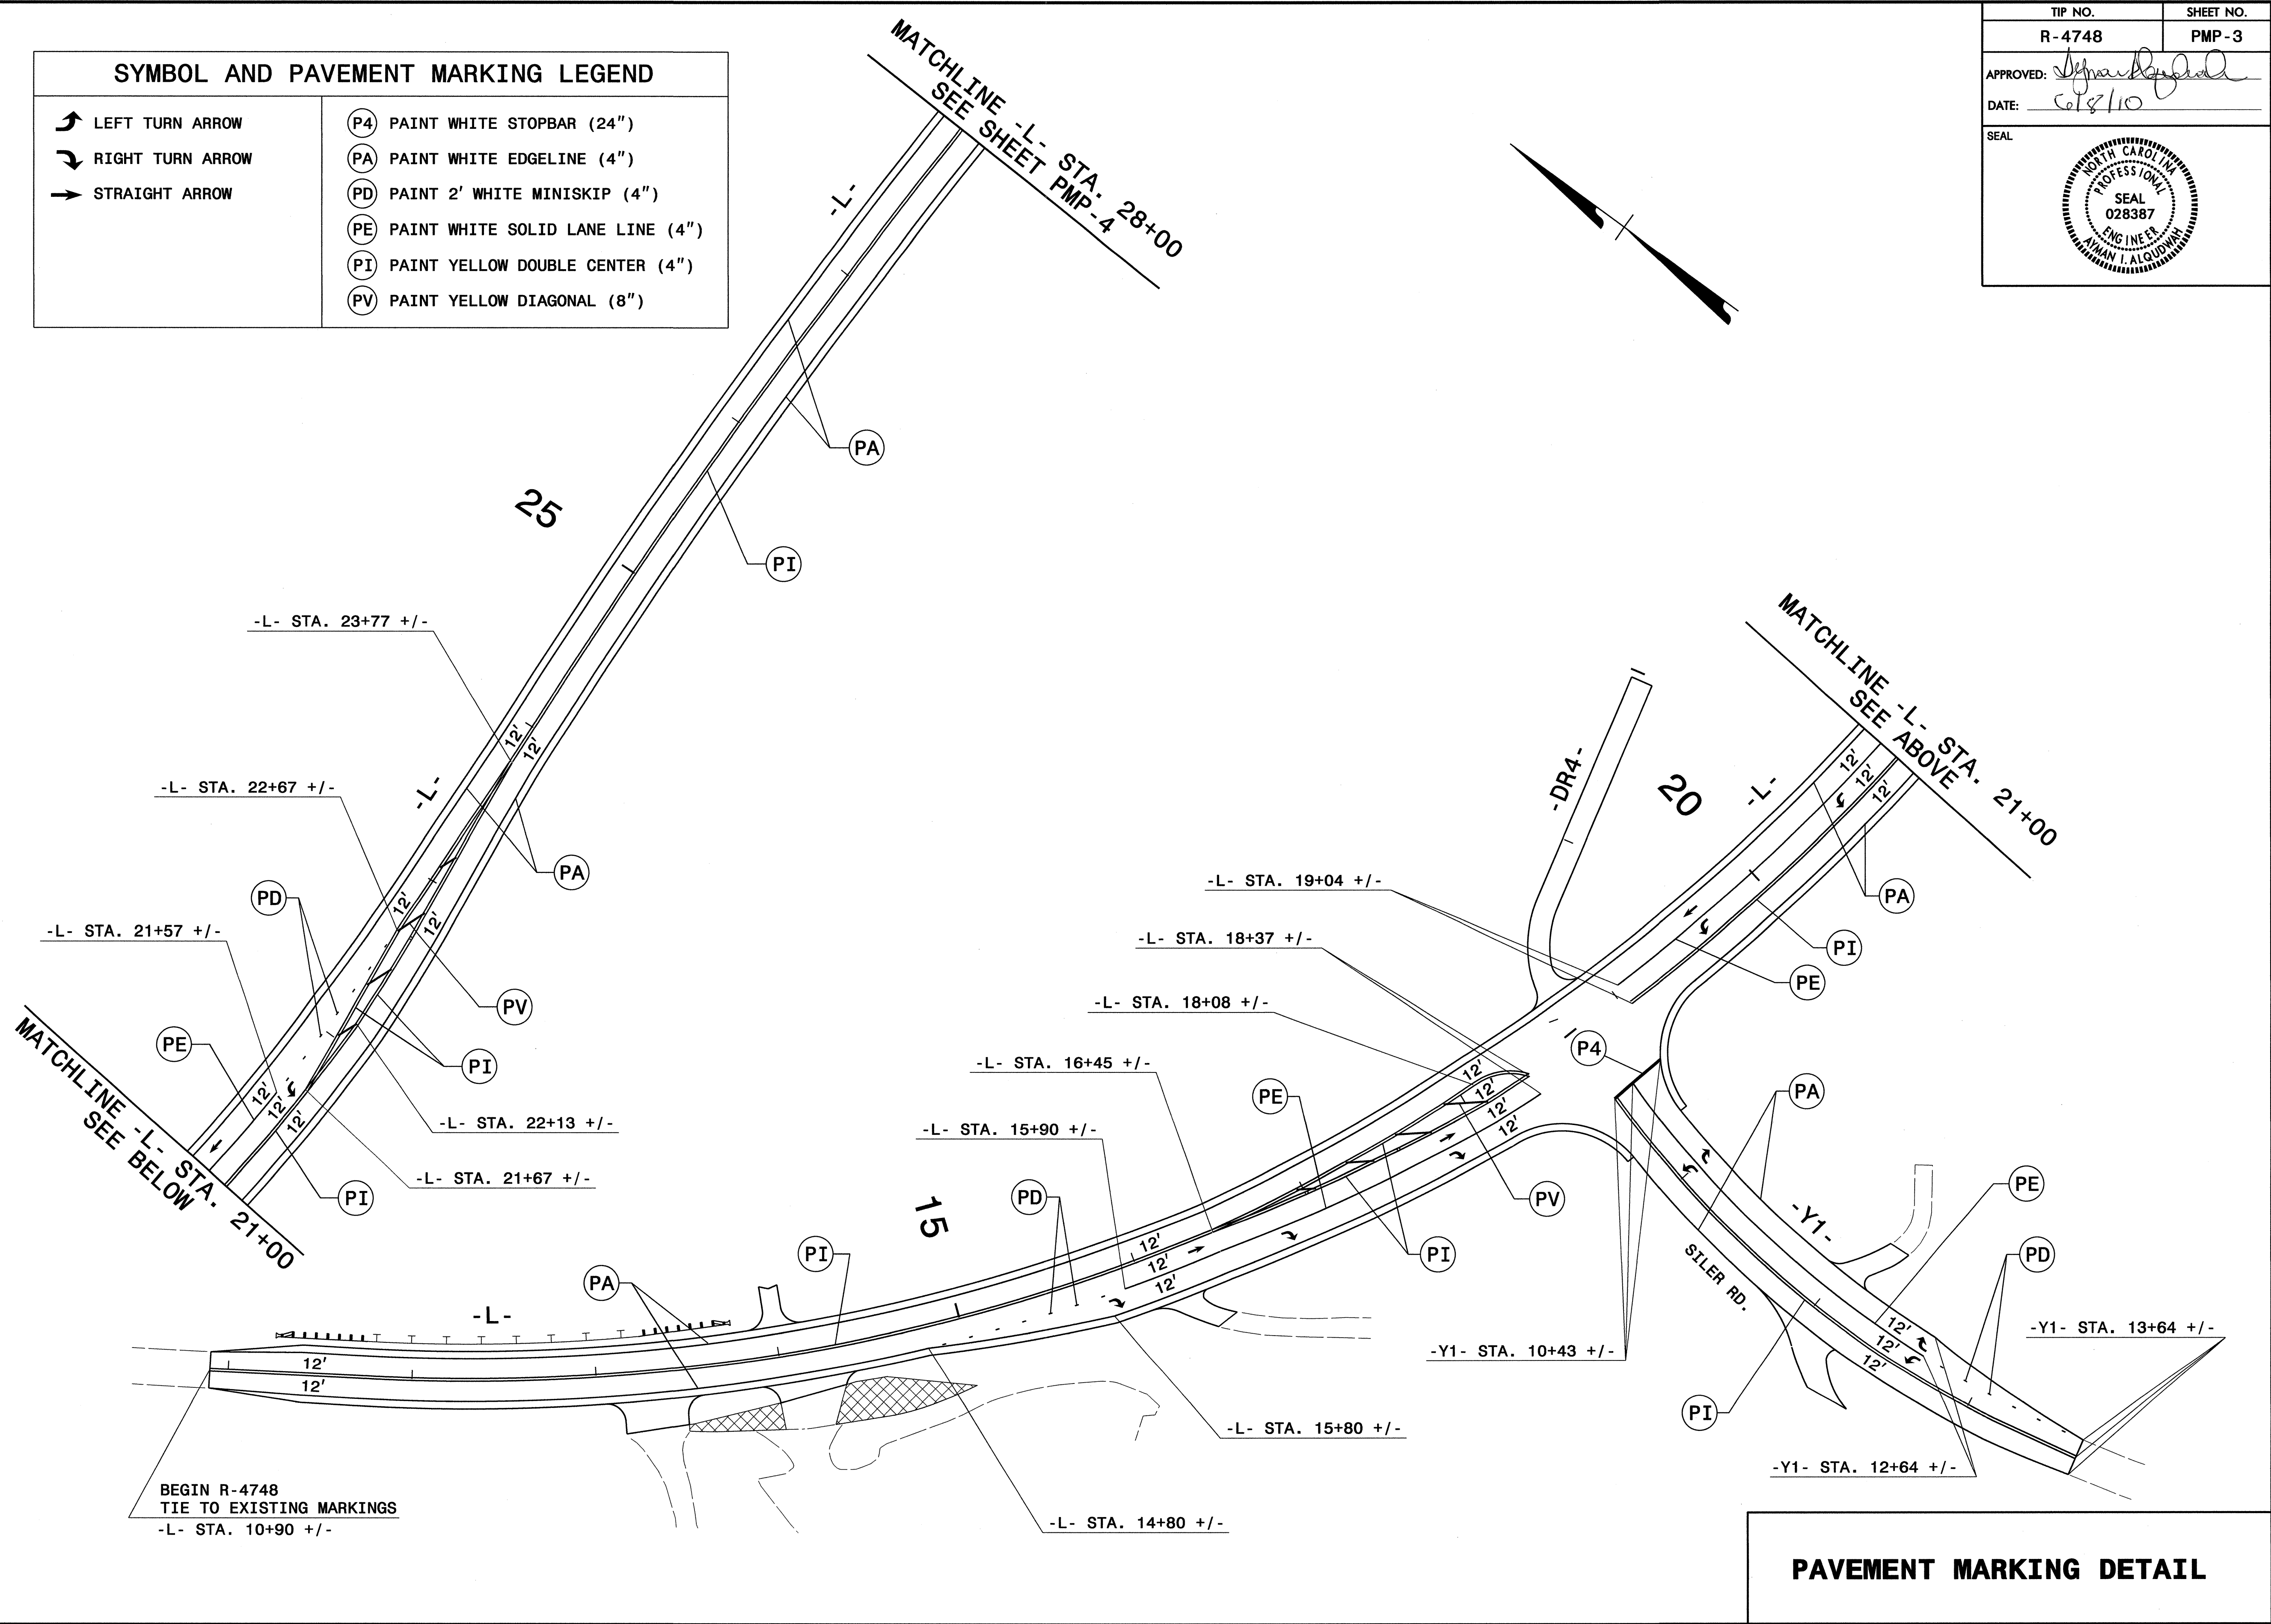 TIP NO. SHEET NO.
R-4748 PMP-3
APPROVED:
DATE: 6/8/10
SEAL
NORTH CAROLINA
PROFESSIONAL
SEAL
028387
ENGINEER
AYMAN I. ALQUDWAH
SYMBOL AND PAVEMENT MARKING LEGEND
LEFT TURN ARROW
RIGHT TURN ARROW
STRAIGHT ARROW
P4 PAINT WHITE STOPBAR (24")
PA PAINT WHITE EDGELINE (4")
PD PAINT 2' WHITE MINISKIP (4")
PE PAINT WHITE SOLID LANE LINE (4")
PI PAINT YELLOW DOUBLE CENTER (4")
PV PAINT YELLOW DIAGONAL (8")
MATCHLINE -L- STA. 28+00
SEE SHEET PMP-4
-L-
PA
25
PI
-L- STA. 23+77 +/-
12'
12'
-L- STA. 22+67 +/-
-L-
PA
PD
12'
12'
-L- STA. 21+57 +/-
PV
PE
PI
12'
12'
12'
-L- STA. 22+13 +/-
-L- STA. 21+67 +/-
PI
MATCHLINE -L- STA. 21+00
SEE BELOW
MATCHLINE -L- STA. 21+00
SEE ABOVE
-DR4-
20
-L-
12'
12'
12'
-L- STA. 19+04 +/-
PA
-L- STA. 18+37 +/-
PI
PE
-L- STA. 18+08 +/-
P4
-L- STA. 16+45 +/-
12'
12'
12'
12'
PE
PA
-L- STA. 15+90 +/-
PD
PV
PE
-Y1-
15
PI
12'
12'
12'
PI
PD
PA
SILER RD.
-L-
12'
12'
12'
12'
12'
-Y1- STA. 13+64 +/-
-Y1- STA. 10+43 +/-
PI
-L- STA. 15+80 +/-
-Y1- STA. 12+64 +/-
BEGIN R-4748
TIE TO EXISTING MARKINGS
-L- STA. 10+90 +/-
-L- STA. 14+80 +/-
PAVEMENT MARKING DETAIL